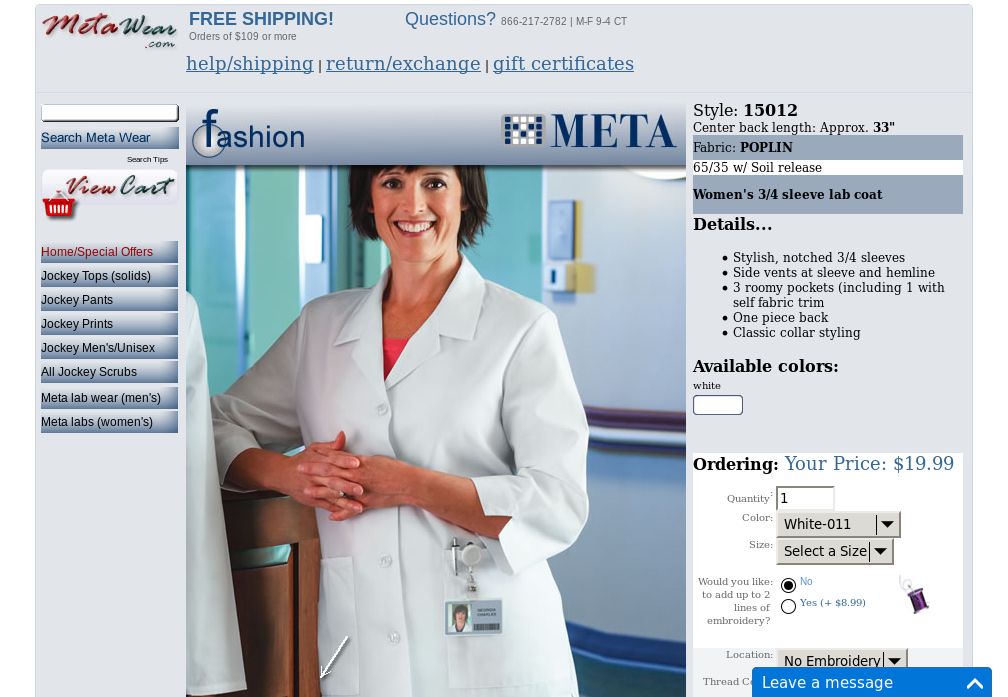 MetaWear
.com
FREE SHIPPING!
Orders of $109 or more
Questions? 866-217-2782 | M-F 9-4 CT
help/shipping | return/exchange | gift certificates
Search Meta Wear
Search Tips
View Cart
Home/Special Offers
Jockey Tops (solids)
Jockey Pants
Jockey Prints
Jockey Men's/Unisex
All Jockey Scrubs
Meta lab wear (men's)
Meta labs (women's)
fashion
META
Style: 15012
Center back length: Approx. 33"
Fabric: POPLIN
65/35 w/ Soil release
Women's 3/4 sleeve lab coat
Details...
• Stylish, notched 3/4 sleeves
• Side vents at sleeve and hemline
• 3 roomy pockets (including 1 with
self fabric trim
• One piece back
• Classic collar styling
Available colors:
white
Ordering: Your Price: $19.99
Quantity: 1
Color: White-011
Size: Select a Size
Would you like:
to add up to 2
lines of
embroidery?
No
Yes (+ $8.99)
Location: No Embroidery
Thread
Leave a message